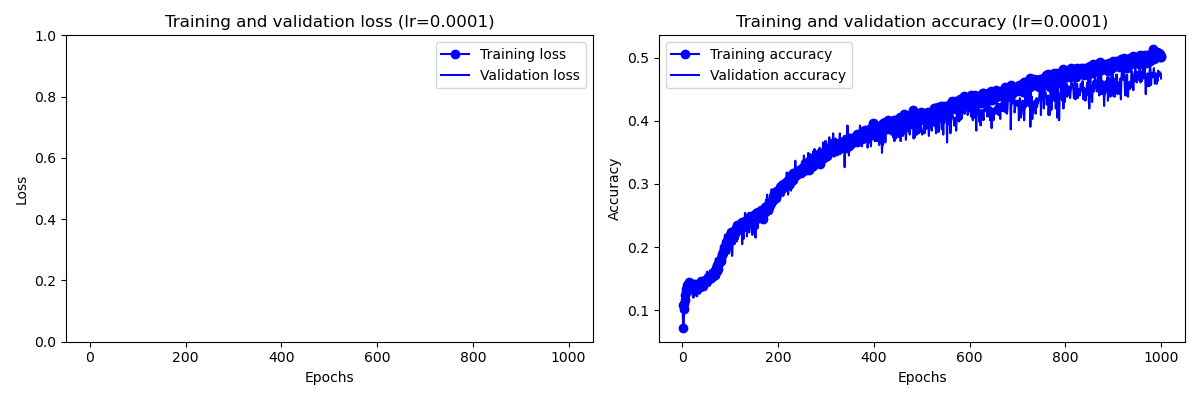 Training and validation loss (lr=0.0001)
1.0
0.8
0.6
0.4
0.2
0.0
Loss
Training loss
Validation loss
0 200 400 600 800 1000
Epochs
Training and validation accuracy (lr=0.0001)
0.5
0.4
0.3
0.2
0.1
Accuracy
Training accuracy
Validation accuracy
0 200 400 600 800 1000
Epochs